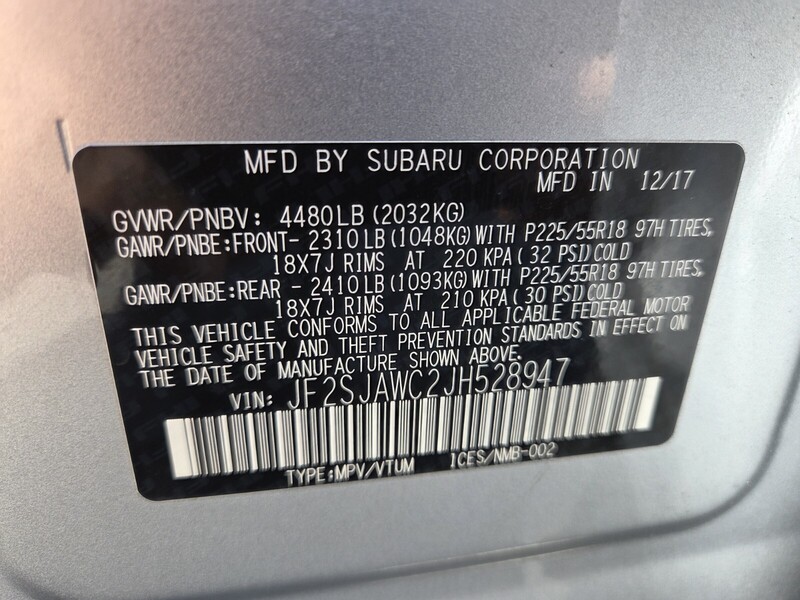 MFD BY SUBARU CORPORATION
MFD IN 12/17
GVWR/PNBV: 4480LB(2032KG)
GAWR/PNBE:FRONT- 2310LB(1048KG)WITH P225/55R18 97H TIRES,
18X7J RIMS AT 220 KPA(32 PSI)COLD
GAWR/PNBE:REAR - 2410LB(1093KG)WITH P225/55R18 97H TIRES,
18X7J RIMS AT 210 KPA(30 PSI)COLD
THIS VEHICLE CONFORMS TO ALL APPLICABLE FEDERAL MOTOR
VEHICLE SAFETY AND THEFT PREVENTION STANDARDS IN EFFECT ON
THE DATE OF MANUFACTURE SHOWN ABOVE.
VIN: JF2SJAWC2JH528947
TYPE:MPV/VTUM ICES/NMB-002